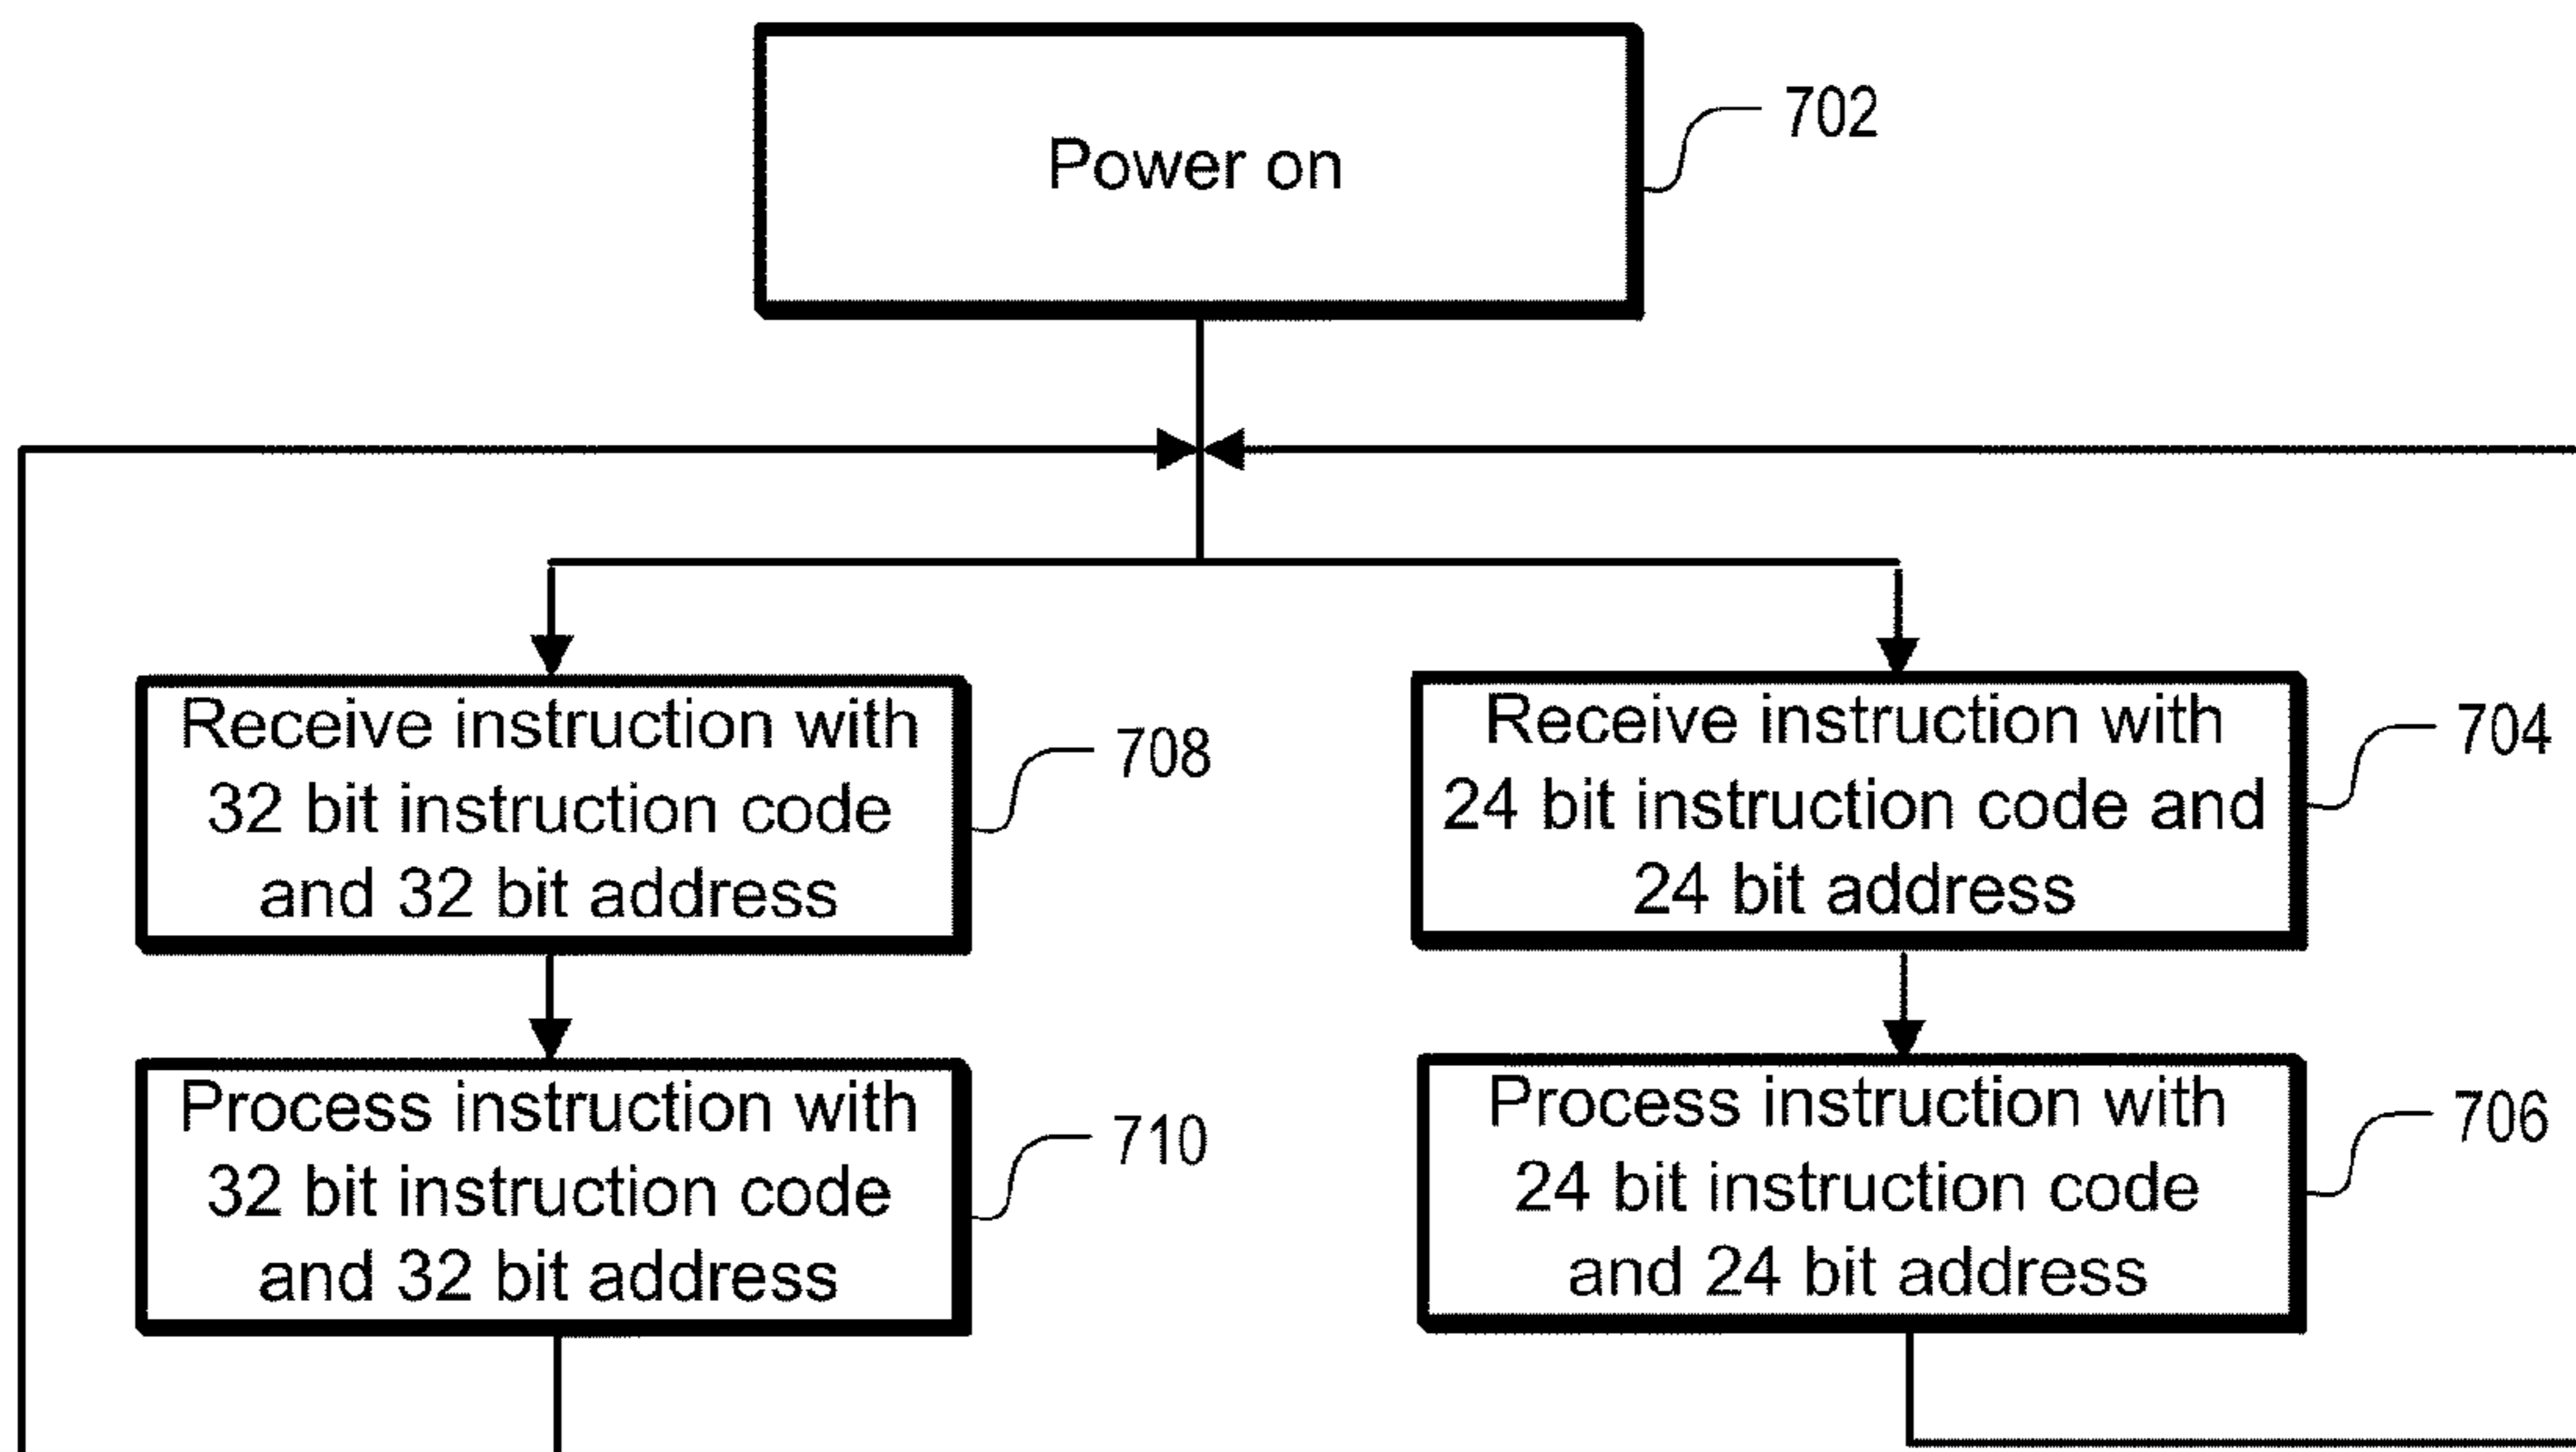 Power on
702
Receive instruction with
32 bit instruction code
and 32 bit address
708
Receive instruction with
24 bit instruction code and
24 bit address
704
Process instruction with
32 bit instruction code
and 32 bit address
710
Process instruction with
24 bit instruction code
and 24 bit address
706